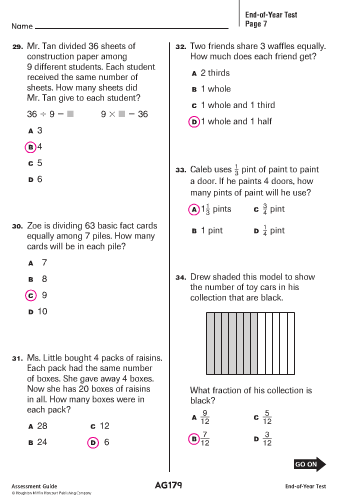 End-of-Year Test
Page 7
Name
29. Mr. Tan divided 36 sheets of
construction paper among
9 different students. Each student
received the same number of
sheets. How many sheets did
Mr. Tan give to each student?
36 ÷ 9 = ■ 9 × ■ = 36
A 3
B 4
C 5
D 6
30. Zoe is dividing 63 basic fact cards
equally among 7 piles. How many
cards will be in each pile?
A 7
B 8
C 9
D 10
31. Ms. Little bought 4 packs of raisins.
Each pack had the same number
of boxes. She gave away 4 boxes.
Now she has 20 boxes of raisins
in all. How many boxes were in
each pack?
A 28 C 12
B 24 D 6
32. Two friends share 3 waffles equally.
How much does each friend get?
A 2 thirds
B 1 whole
C 1 whole and 1 third
D 1 whole and 1 half
33. Caleb uses 1/3 pint of paint to paint
a door. If he paints 4 doors, how
many pints of paint will he use?
A 1 1/3 pints C 3/4 pint
B 1 pint D 1/4 pint
34. Drew shaded this model to show
the number of toy cars in his
collection that are black.
What fraction of his collection is
black?
A 9/12 C 5/12
B 7/12 D 3/12
GO ON
Assessment Guide AG179 End-of-Year Test
© Houghton Mifflin Harcourt Publishing Company